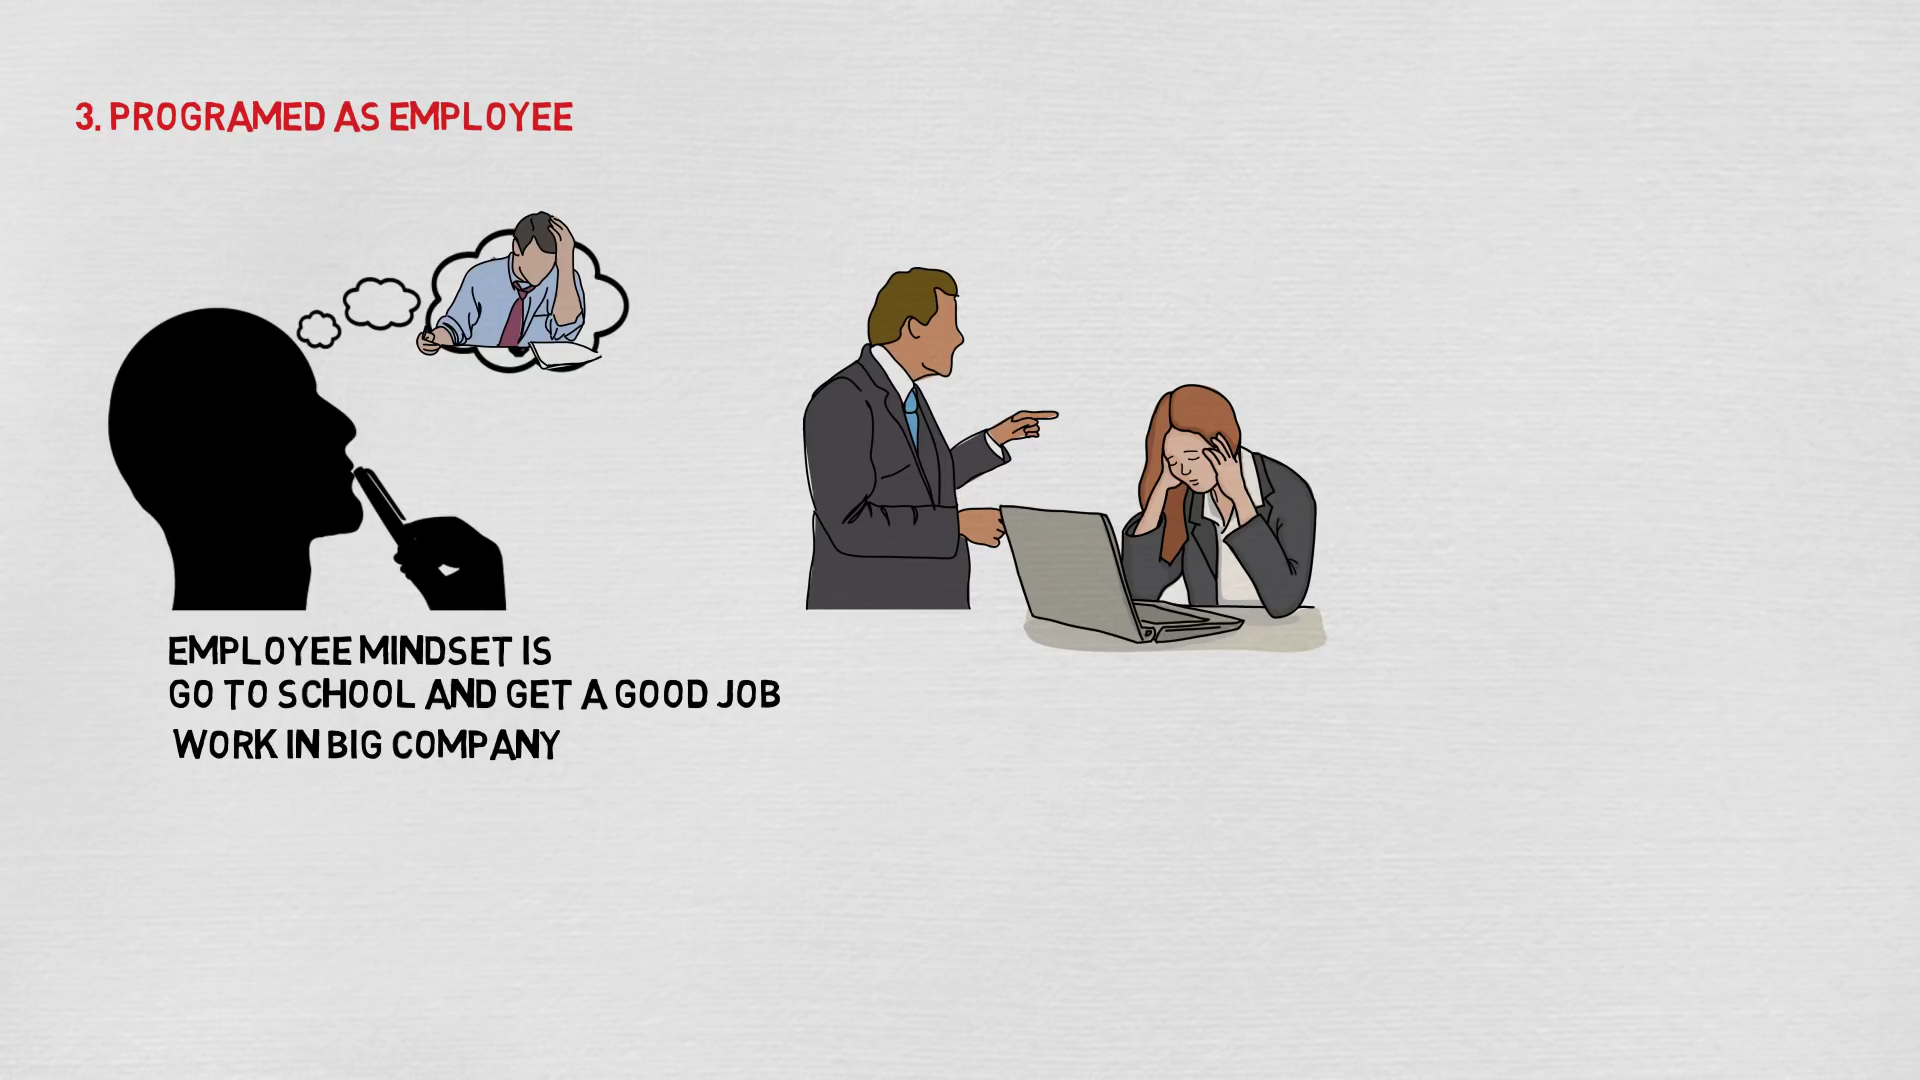 3. PROGRAMED AS EMPLOYEE
EMPLOYEE MINDSET IS
GO TO SCHOOL AND GET A GOOD JOB
WORK IN BIG COMPANY